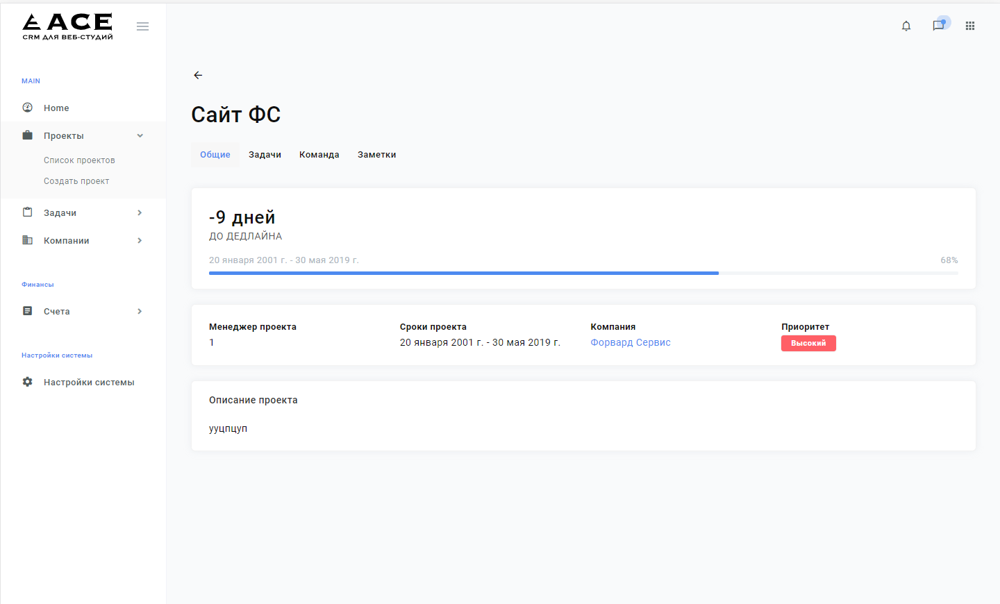 ACE
CRM ДЛЯ ВЕБ-СТУДИЙ
MAIN
Home
Проекты
Список проектов
Создать проект
Задачи
Компании
Финансы
Счета
Настройки системы
Настройки системы
Сайт ФС
Общие Задачи Команда Заметки
-9 дней
ДО ДЕДЛАЙНА
20 января 2001 г. - 30 мая 2019 г. 68%
Менеджер проекта Сроки проекта Компания Приоритет
1 20 января 2001 г. - 30 мая 2019 г. Форвард Сервис Высокий
Описание проекта
ууцпцуп